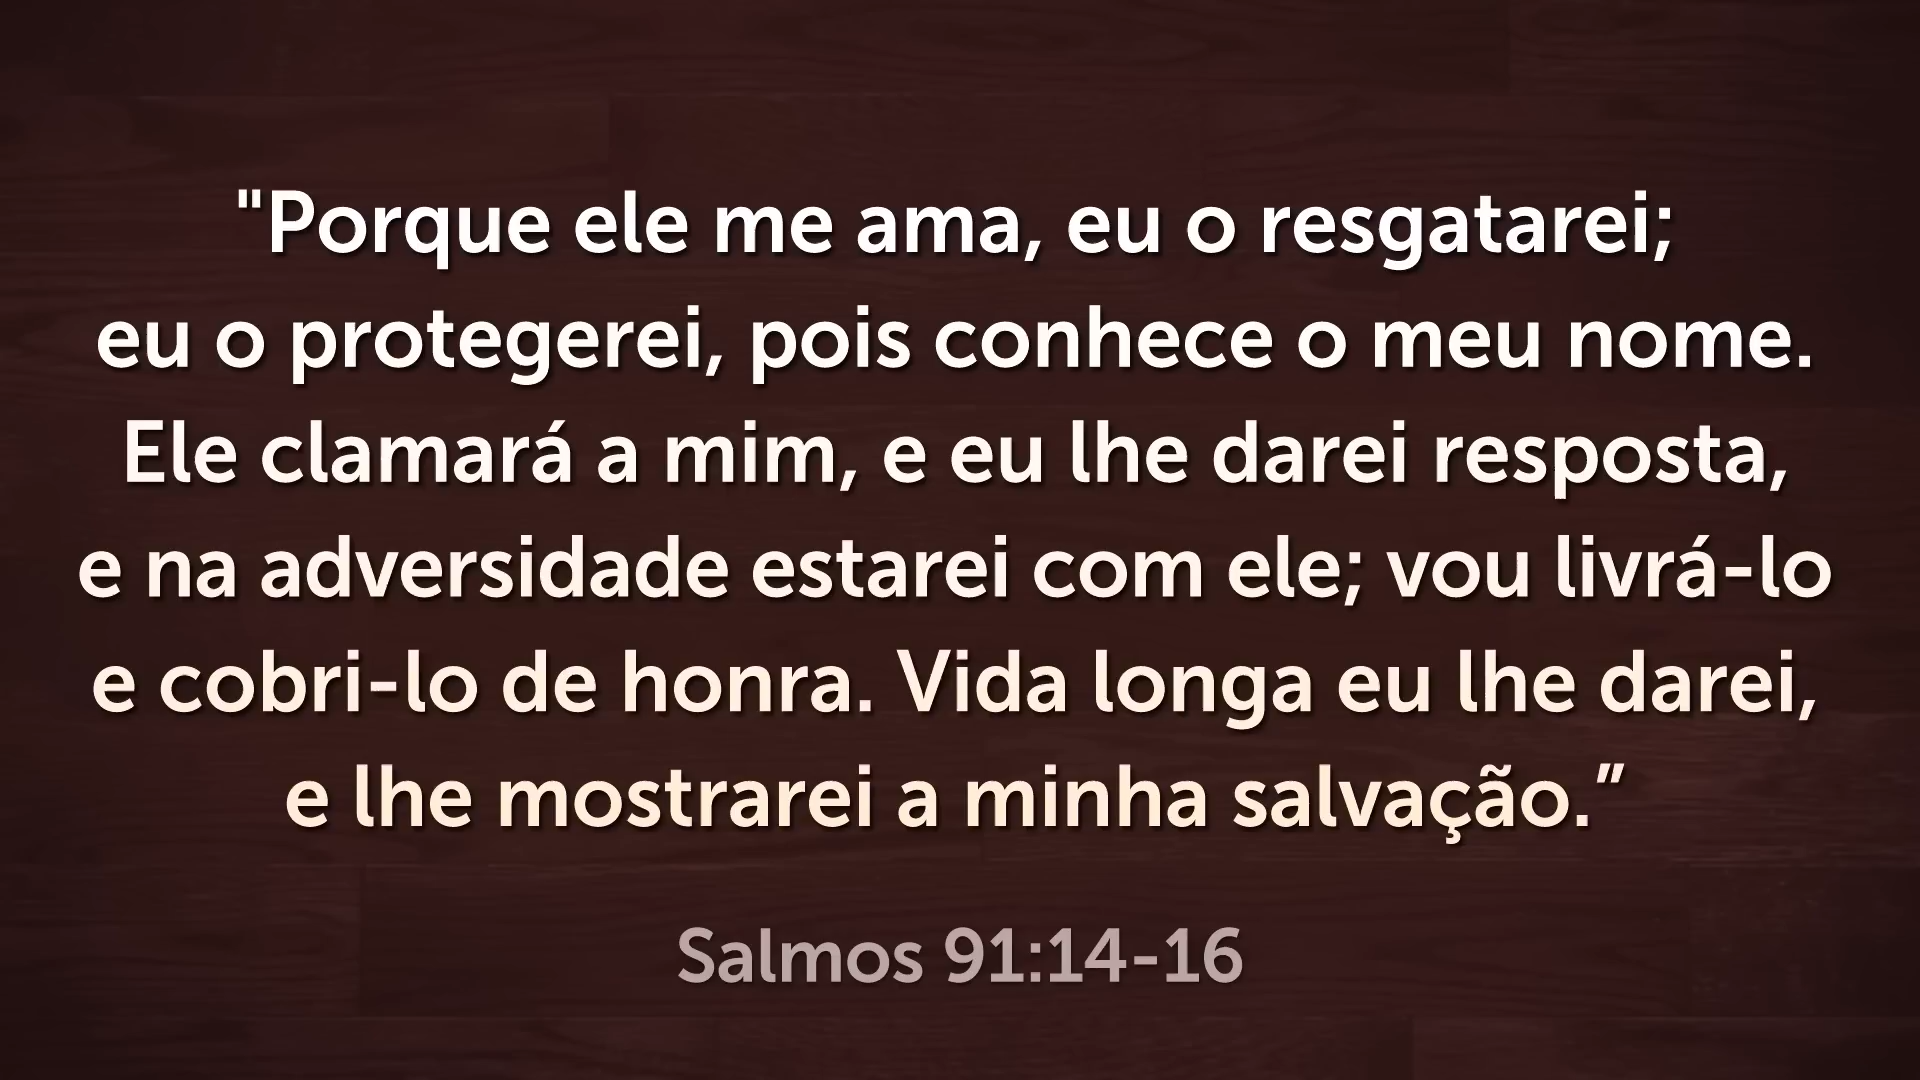 "Porque ele me ama, eu o resgatarei;
eu o protegerei, pois conhece o meu nome.
Ele clamará a mim, e eu lhe darei resposta,
e na adversidade estarei com ele; vou livrá-lo
e cobri-lo de honra. Vida longa eu lhe darei,
e lhe mostrarei a minha salvação.”
Salmos 91:14-16